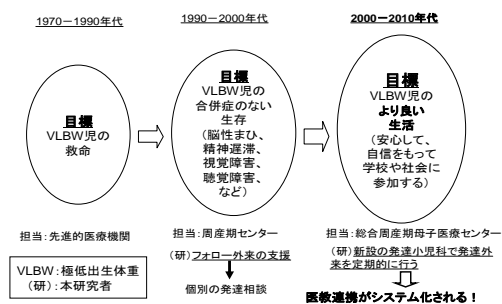 1970－1990年代
1990－2000年代
2000－2010年代
目標
VLBW児の
救命
目標
VLBW児の
合併症のない
生存
(脳性まひ、
精神遅滞、
視覚障害、
聴覚障害、
など)
目標
VLBW児の
より良い
生活
(安心して、
自信をもって
学校や社会に
参加する)
担当：先進的医療機関
担当：周産期センター
担当：総合周産期母子医療センター
(研)フォロー外来の支援
(研)新設の発達小児科で発達外
来を定期的に行う
個別の発達相談
VLBW：極低出生体重
(研)：本研究者
医教連携がシステム化される！